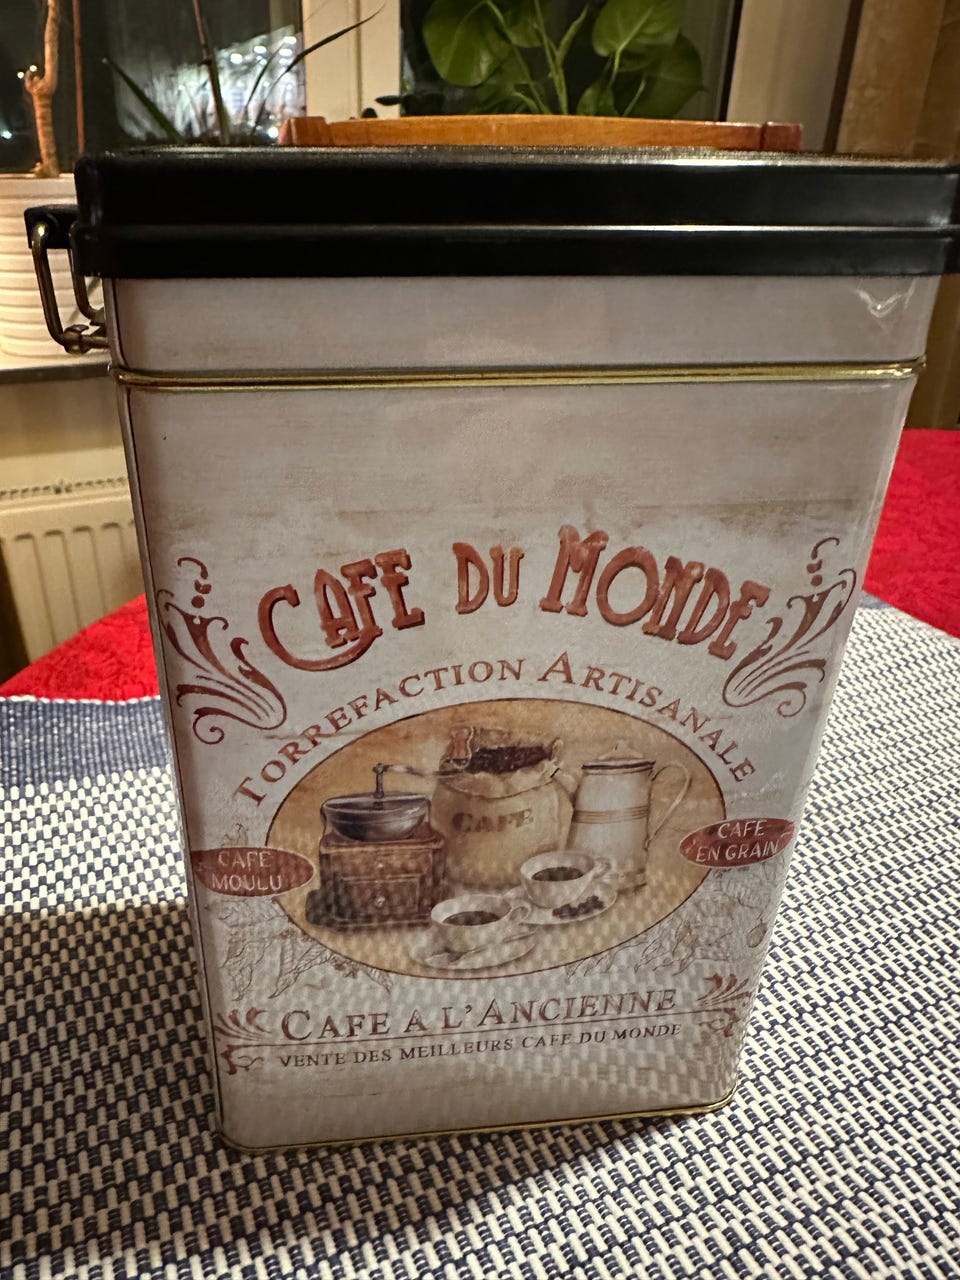 CAFE DU MONDE
TORREFACTION ARTISANALE
CAFE
CAFE
MOULU
CAFE
EN GRAIN
CAFE A L'ANCIENNE
VENTE DES MEILLEURS CAFE DU MONDE